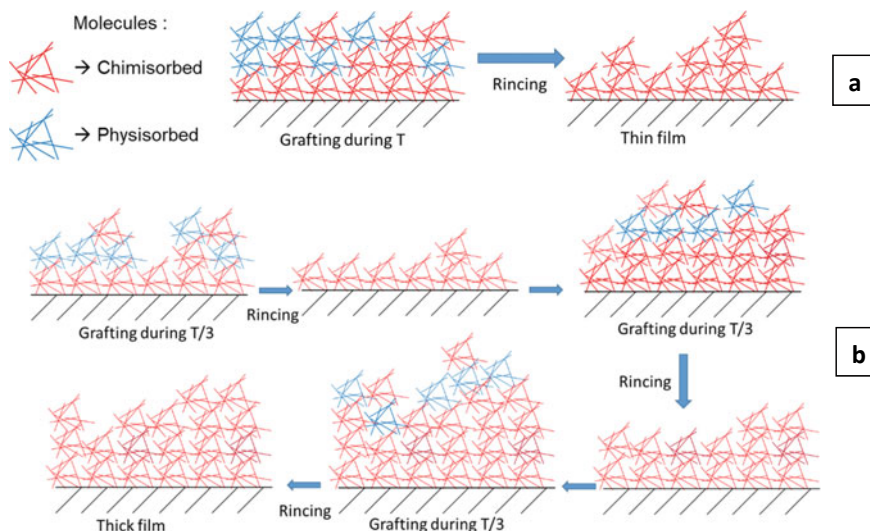 Molecules :
→ Chimisorbed
→ Physisorbed
Grafting during T
Rincing
Thin film
a
Grafting during T/3
Rincing
Grafting during T/3
b
Rincing
Thick film
Rincing
Grafting during T/3